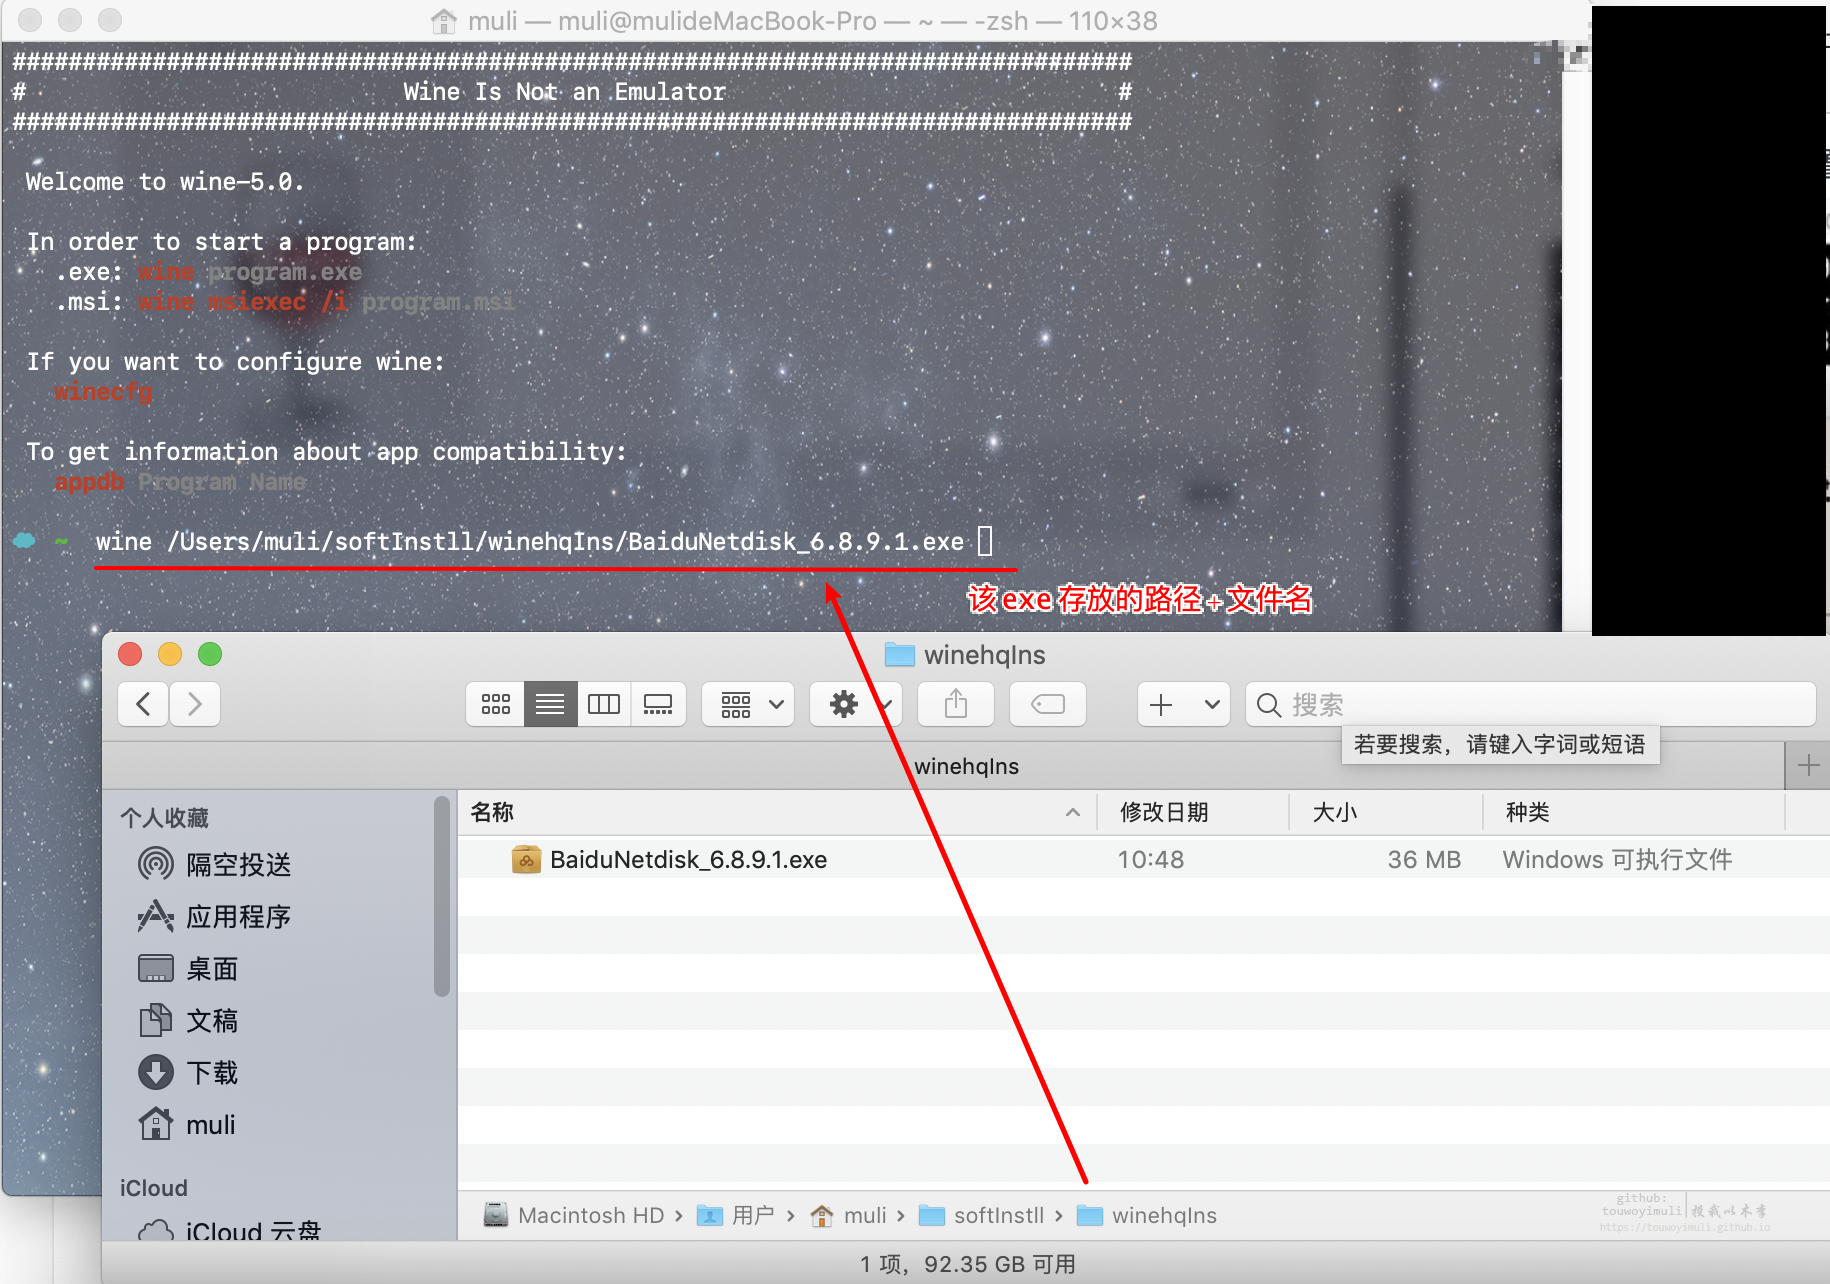 muli — muli@mulideMacBook-Pro — ~ — -zsh — 110×38
################################################################################
# Wine Is Not an Emulator #
################################################################################
Welcome to wine-5.0.
In order to start a program:
.exe: wine program.exe
.msi: wine msiexec /i program.msi
If you want to configure wine:
winecfg
To get information about app compatibility:
appdb Program Name
~ wine /Users/muli/softInstll/winehqIns/BaiduNetdisk_6.8.9.1.exe
该 exe 存放的路径 + 文件名
winehqIns
搜索
若要搜索，请键入字词或短语
winehqIns
个人收藏
隔空投送
应用程序
桌面
文稿
下载
muli
iCloud
iCloud 云盘
名称 修改日期 大小 种类
BaiduNetdisk_6.8.9.1.exe 10:48 36 MB Windows 可执行文件
Macintosh HD › 用户 › muli › softInstll › winehqIns
github:
touwoyimuli 投我以木李
https://touwoyimuli.github.io
1 项，92.35 GB 可用